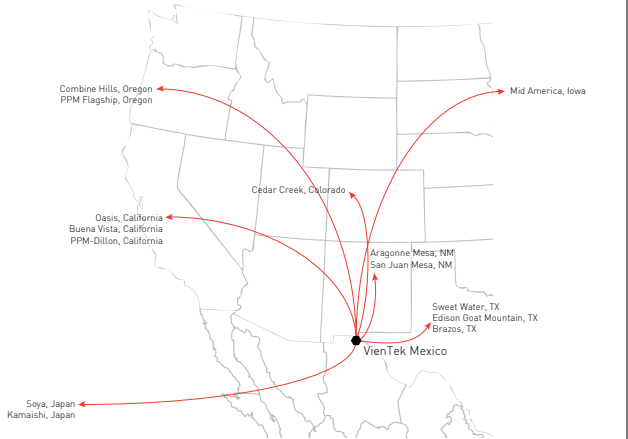 Combine Hills, Oregon
PPM Flagship, Oregon
Mid America, Iowa
Cedar Creek, Colorado
Oasis, California
Buena Vista, California
PPM-Dillon, California
Aragonne Mesa, NM
San Juan Mesa, NM
Sweet Water, TX
Edison Goat Mountain, TX
Brazos, TX
VienTek Mexico
Soya, Japan
Kamaishi, Japan